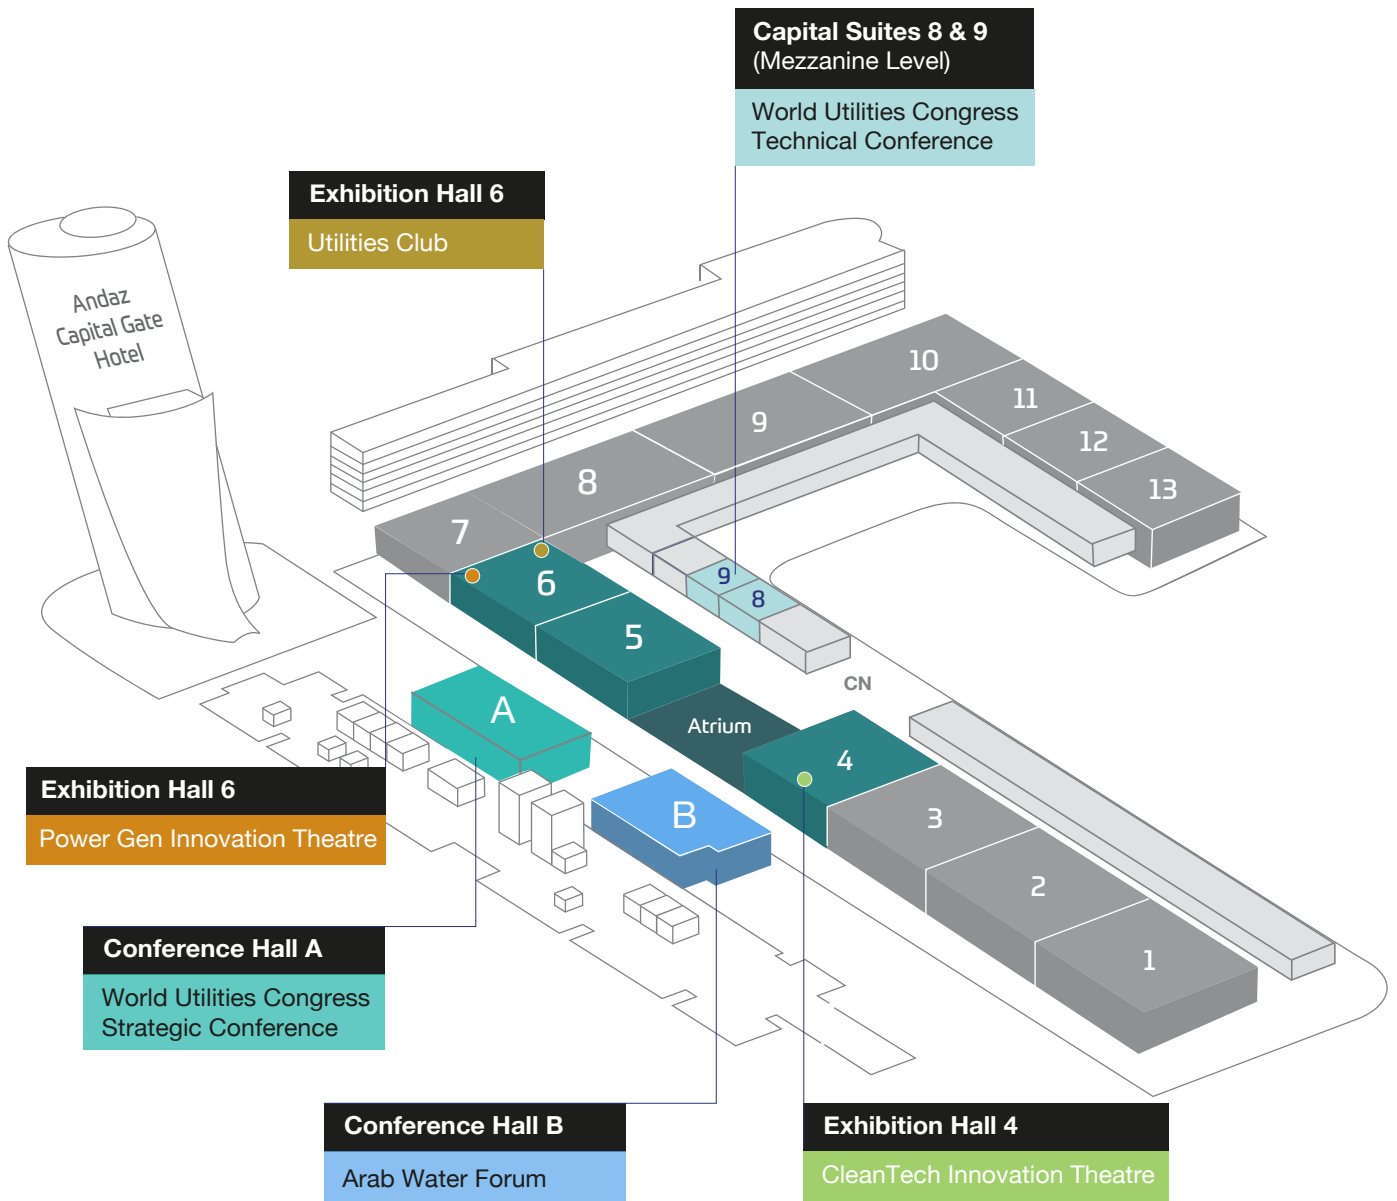 Capital Suites 8 & 9
(Mezzanine Level)
World Utilities Congress
Technical Conference
Exhibition Hall 6
Utilities Club
Andaz
Capital Gate
Hotel
10
11
12
13
9
8
7
6
5
9
8
CN
Atrium
4
3
2
1
A
B
Exhibition Hall 6
Power Gen Innovation Theatre
Conference Hall A
World Utilities Congress
Strategic Conference
Conference Hall B
Arab Water Forum
Exhibition Hall 4
CleanTech Innovation Theatre